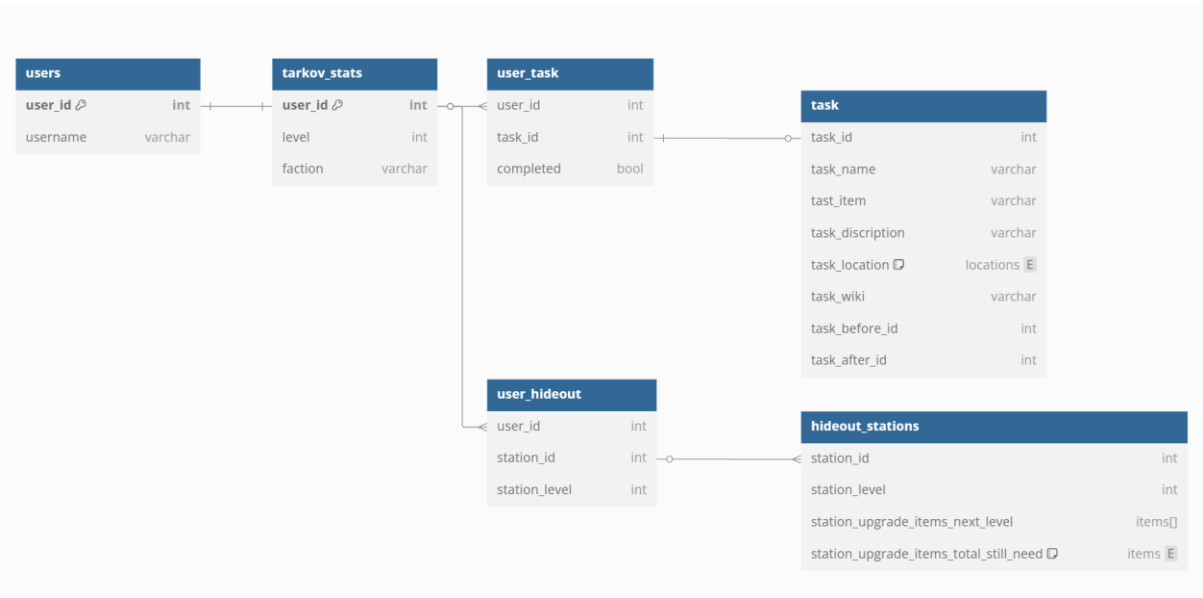 users
user_id int
username varchar
tarkov_stats
user_id int
level int
faction varchar
user_task
user_id int
task_id int
completed bool
task
task_id int
task_name varchar
tast_item varchar
task_discription varchar
task_location locations E
task_wiki varchar
task_before_id int
task_after_id int
user_hideout
user_id int
station_id int
station_level int
hideout_stations
station_id int
station_level int
station_upgrade_items_next_level items[]
station_upgrade_items_total_still_need items E